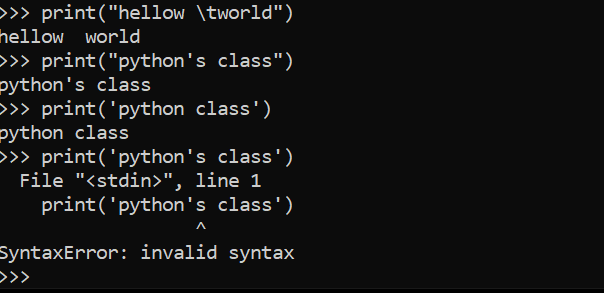 >>> print("hellow \tworld")
hellow  world
>>> print("python's class")
python's class
>>> print('python class')
python class
>>> print('python's class')
  File "<stdin>", line 1
    print('python's class')
                   ^
SyntaxError: invalid syntax
>>>